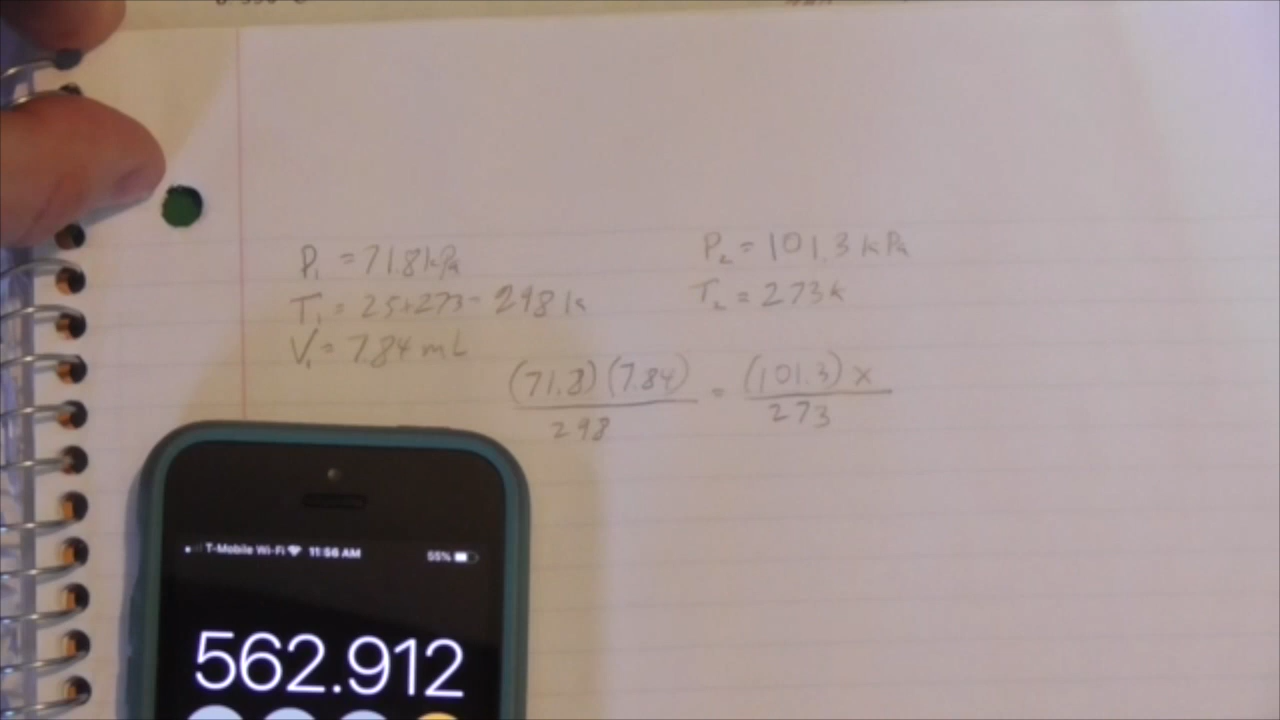 P₁ = 71.8 kPa
P₂ = 101.3 kPa
T₁ = 25+273 = 298 k
T₂ = 273k
V₁ = 7.84 mL
(71.8)(7.84) = (101.3) x
298 273
T-Mobile Wi-Fi 11:56 AM 55%
562.912